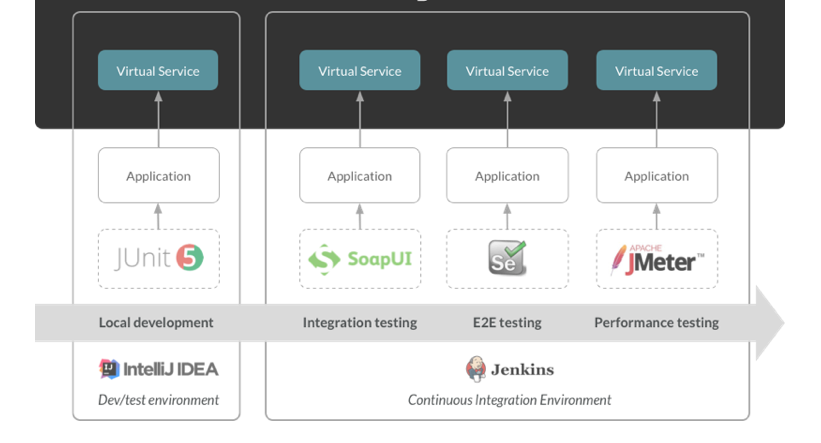 Virtual Service
Virtual Service
Virtual Service
Virtual Service
Application
Application
Application
Application
JUnit 5
SoapUI
Se
APACHE
JMeter™
Local development
Integration testing
E2E testing
Performance testing
IntelliJ IDEA
Jenkins
Dev/test environment
Continuous Integration Environment